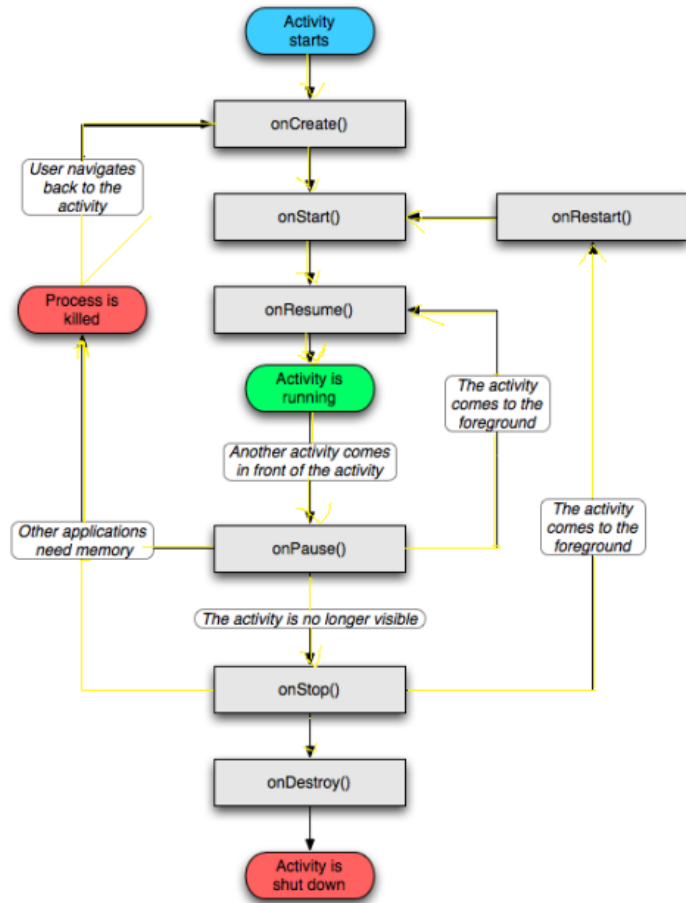 Activity
starts
onCreate()
User navigates
back to the
activity
onStart()
onRestart()
Process is
killed
onResume()
Activity is
running
The activity
comes to the
foreground
Another activity comes
in front of the activity
The activity
comes to the
foreground
Other applications
need memory
onPause()
The activity is no longer visible
onStop()
onDestroy()
Activity is
shut down